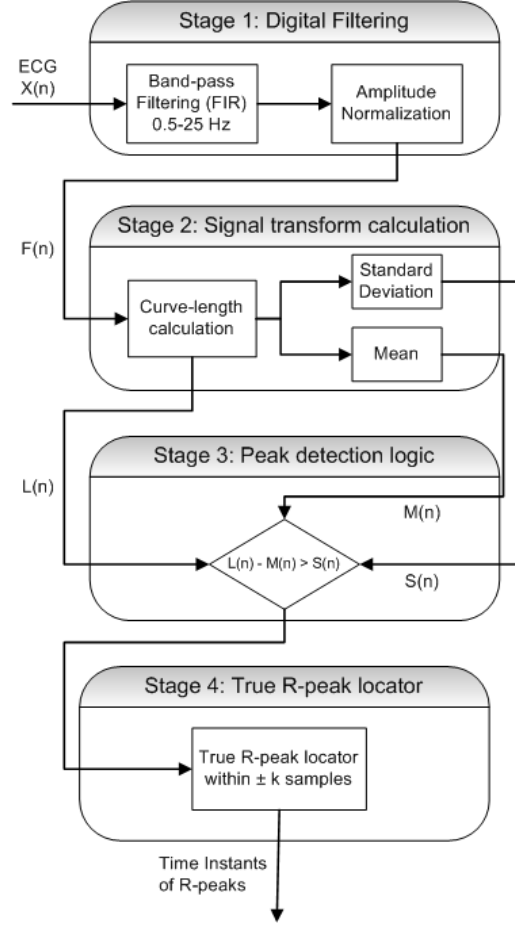 Stage 1: Digital Filtering
ECG
X(n)
Band-pass
Filtering (FIR)
0.5-25 Hz
Amplitude
Normalization
F(n)
Stage 2: Signal transform calculation
Curve-length
calculation
Standard
Deviation
Mean
L(n)
Stage 3: Peak detection logic
M(n)
L(n) - M(n) > S(n)
S(n)
Stage 4: True R-peak locator
True R-peak locator
within ± k samples
Time Instants
of R-peaks